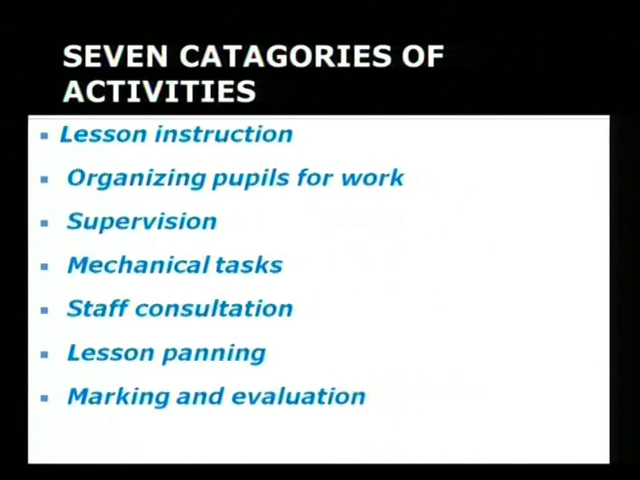 SEVEN CATAGORIES OF
ACTIVITIES
Lesson instruction
Organizing pupils for work
Supervision
Mechanical tasks
Staff consultation
Lesson panning
Marking and evaluation